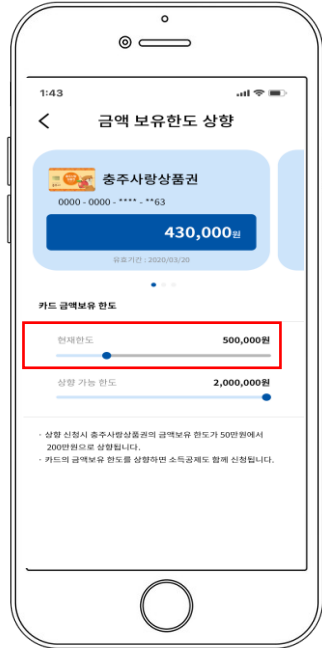 1:43
금액 보유한도 상향
충주사랑상품권
0000 - 0000 - **** - **63
430,000원
유효기간 : 2020/03/20
카드 금액보유 한도
현재한도 500,000원
상향 가능 한도 2,000,000원
· 상향 신청시 충주사랑상품권의 금액보유 한도가 50만원에서
200만원으로 상향됩니다.
· 카드의 금액보유 한도를 상향하면 소득공제도 함께 신청됩니다.